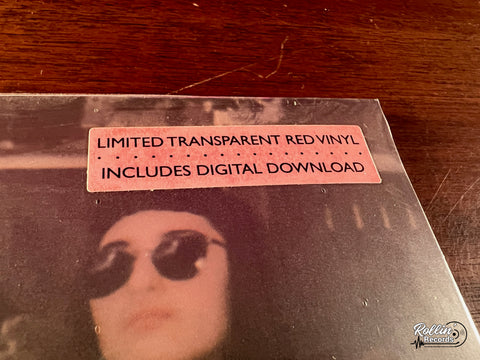 LIMITED TRANSPARENT RED VINYL
INCLUDES DIGITAL DOWNLOAD
Rollin'
Records